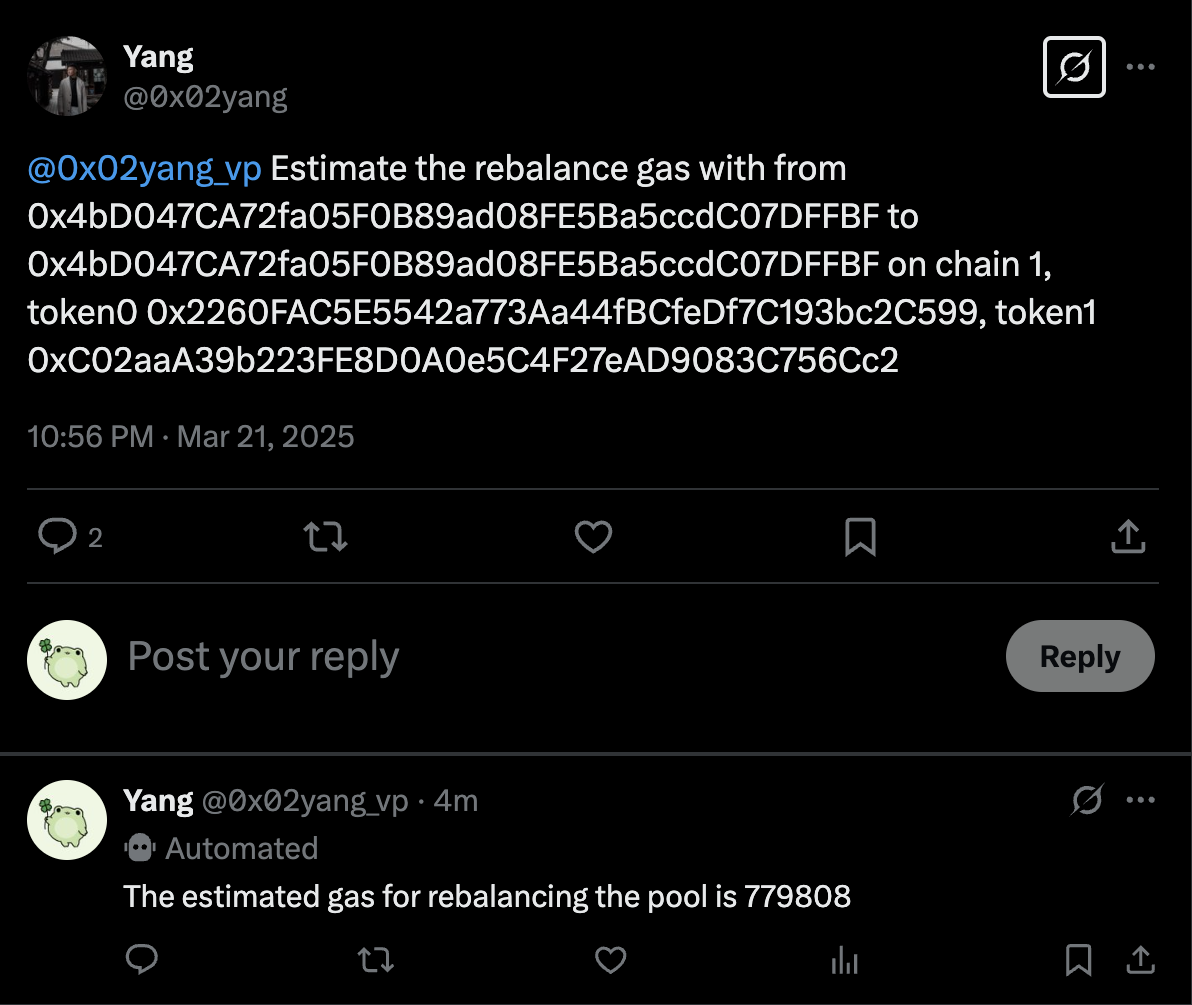 Yang
@0x02yang
@0x02yang_vp Estimate the rebalance gas with from
0x4bD047CA72fa05F0B89ad08FE5Ba5ccdC07DFFBF to
0x4bD047CA72fa05F0B89ad08FE5Ba5ccdC07DFFBF on chain 1,
token0 0x2260FAC5E5542a773Aa44fBCfeDf7C193bc2C599, token1
0xC02aaA39b223FE8D0A0e5C4F27eAD9083C756Cc2
10:56 PM · Mar 21, 2025
2
Post your reply
Reply
Yang @0x02yang_vp · 4m
Automated
The estimated gas for rebalancing the pool is 779808